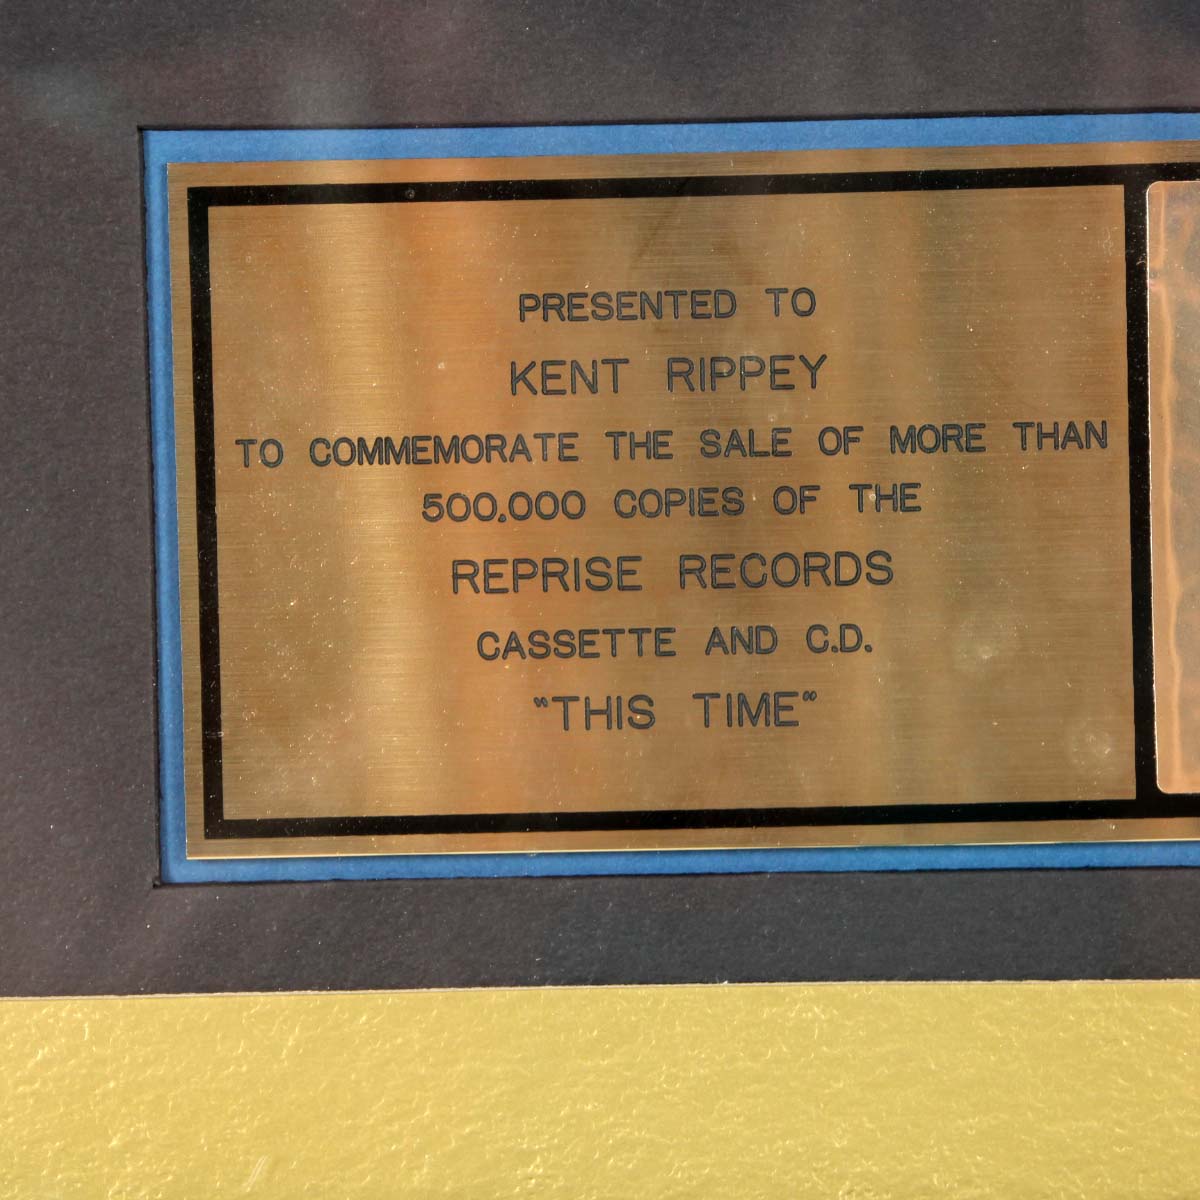 PRESENTED TO
KENT RIPPEY
TO COMMEMORATE THE SALE OF MORE THAN
500.000 COPIES OF THE
REPRISE RECORDS
CASSETTE AND C.D.
"THIS TIME"